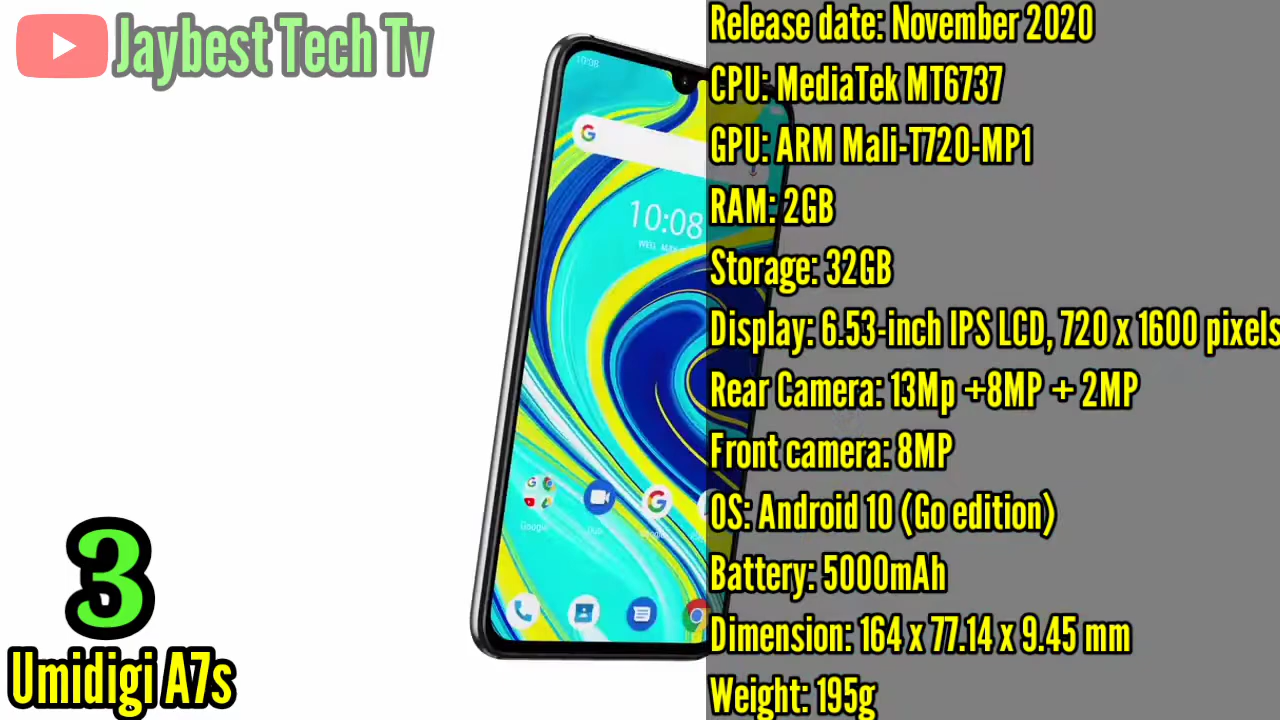 Jaybest Tech Tv
10:08
10:08
Google
Duo
3
Umidigi A7s
Release date: November 2020
CPU: MediaTek MT6737
GPU: ARM Mali-T720-MP1
RAM: 2GB
Storage: 32GB
Display: 6.53-inch IPS LCD, 720 x 1600 pixels
Rear Camera: 13Mp +8MP + 2MP
Front camera: 8MP
OS: Android 10 (Go edition)
Battery: 5000mAh
Dimension: 164 x 77.14 x 9.45 mm
Weight: 195g